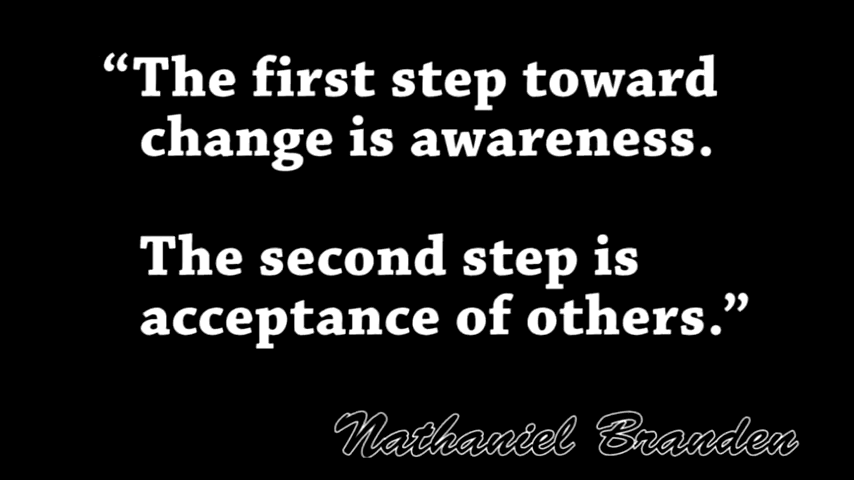 “The first step toward
change is awareness.
The second step is
acceptance of others.”
Nathaniel Branden